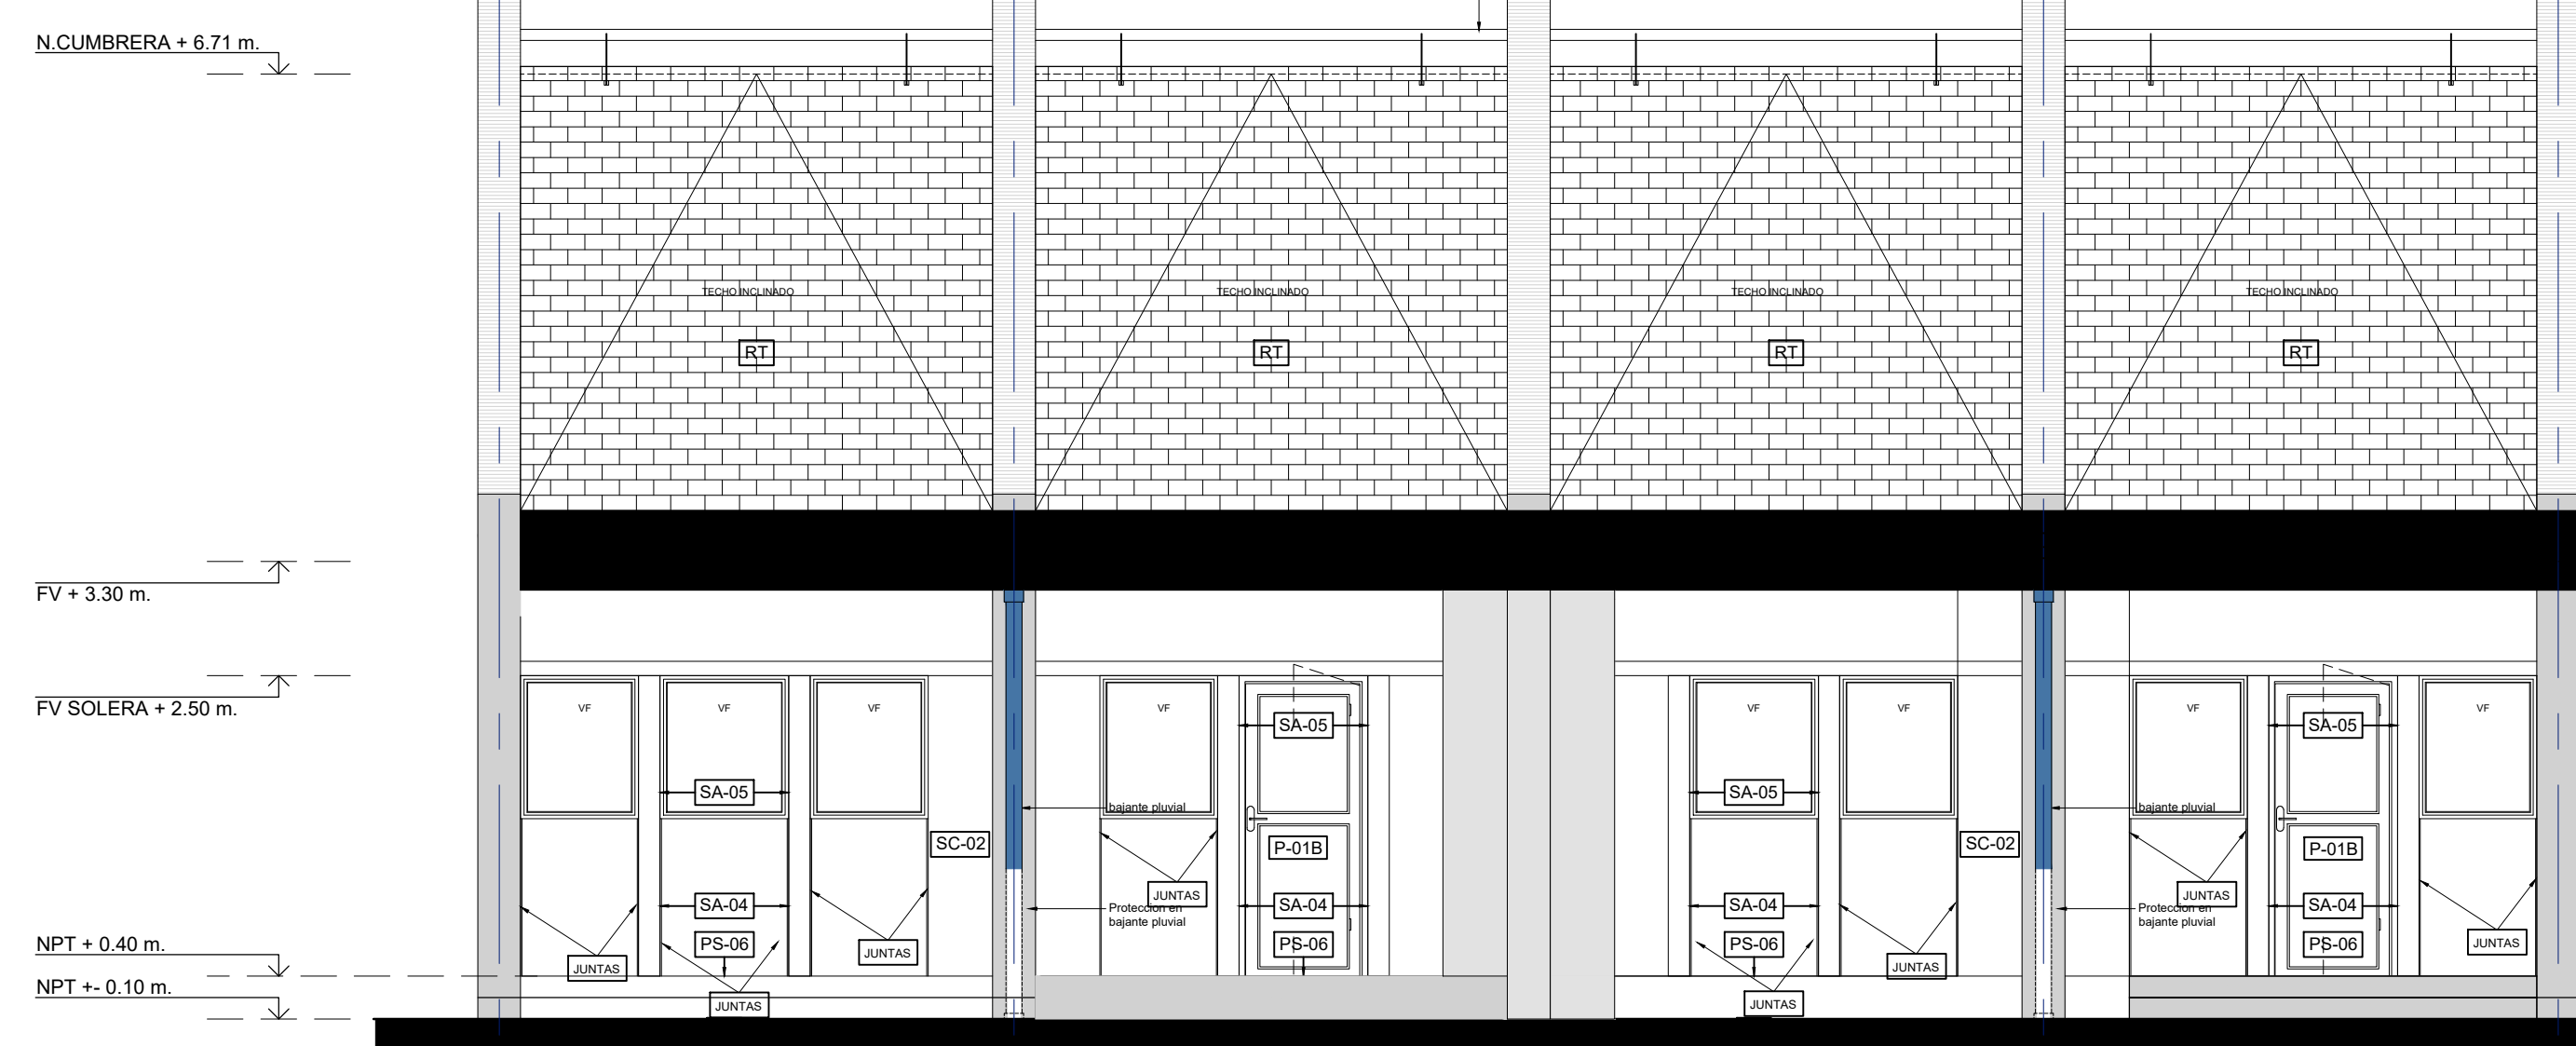 N.CUMBRERA + 6.71 m.
TECHO INCLINADO
TECHO INCLINADO
TECHO INCLINADO
TECHO INCLINADO
RT
RT
RT
RT
FV + 3.30 m.
FV SOLERA + 2.50 m.
VF
VF
VF
VF
VF
VF
VF
VF
SA-05
SA-05
SA-05
SA-05
bajante pluvial
bajante pluvial
SC-02
P-01B
SC-02
P-01B
JUNTAS
JUNTAS
SA-04
SA-04
SA-04
SA-04
Protección en
bajante pluvial
Protección en
bajante pluvial
NPT + 0.40 m.
PS-06
PS-06
PS-06
PS-06
JUNTAS
JUNTAS
JUNTAS
JUNTAS
NPT +- 0.10 m.
JUNTAS
JUNTAS